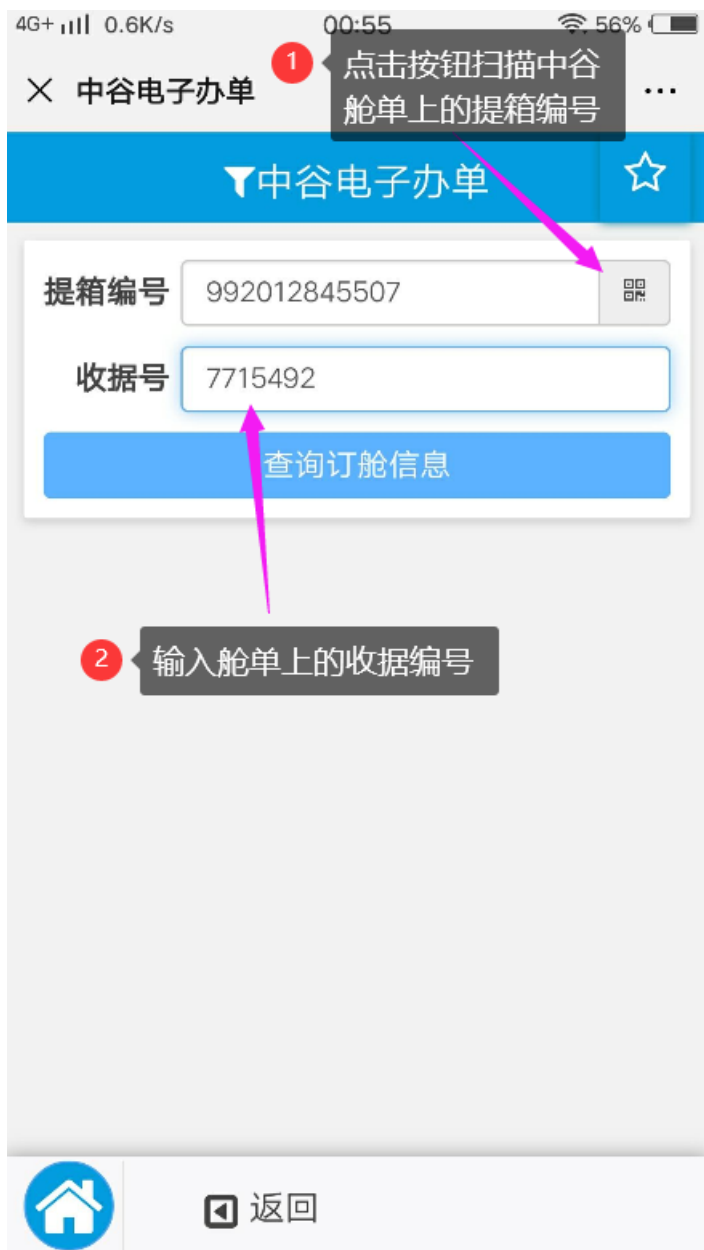 4G+ 0.6K/s 00:55 56%
1 点击按钮扫描中谷
舱单上的提箱编号
中谷电子办单
中谷电子办单
提箱编号 992012845507
收据号 7715492
查询订舱信息
2 输入舱单上的收据编号
返回